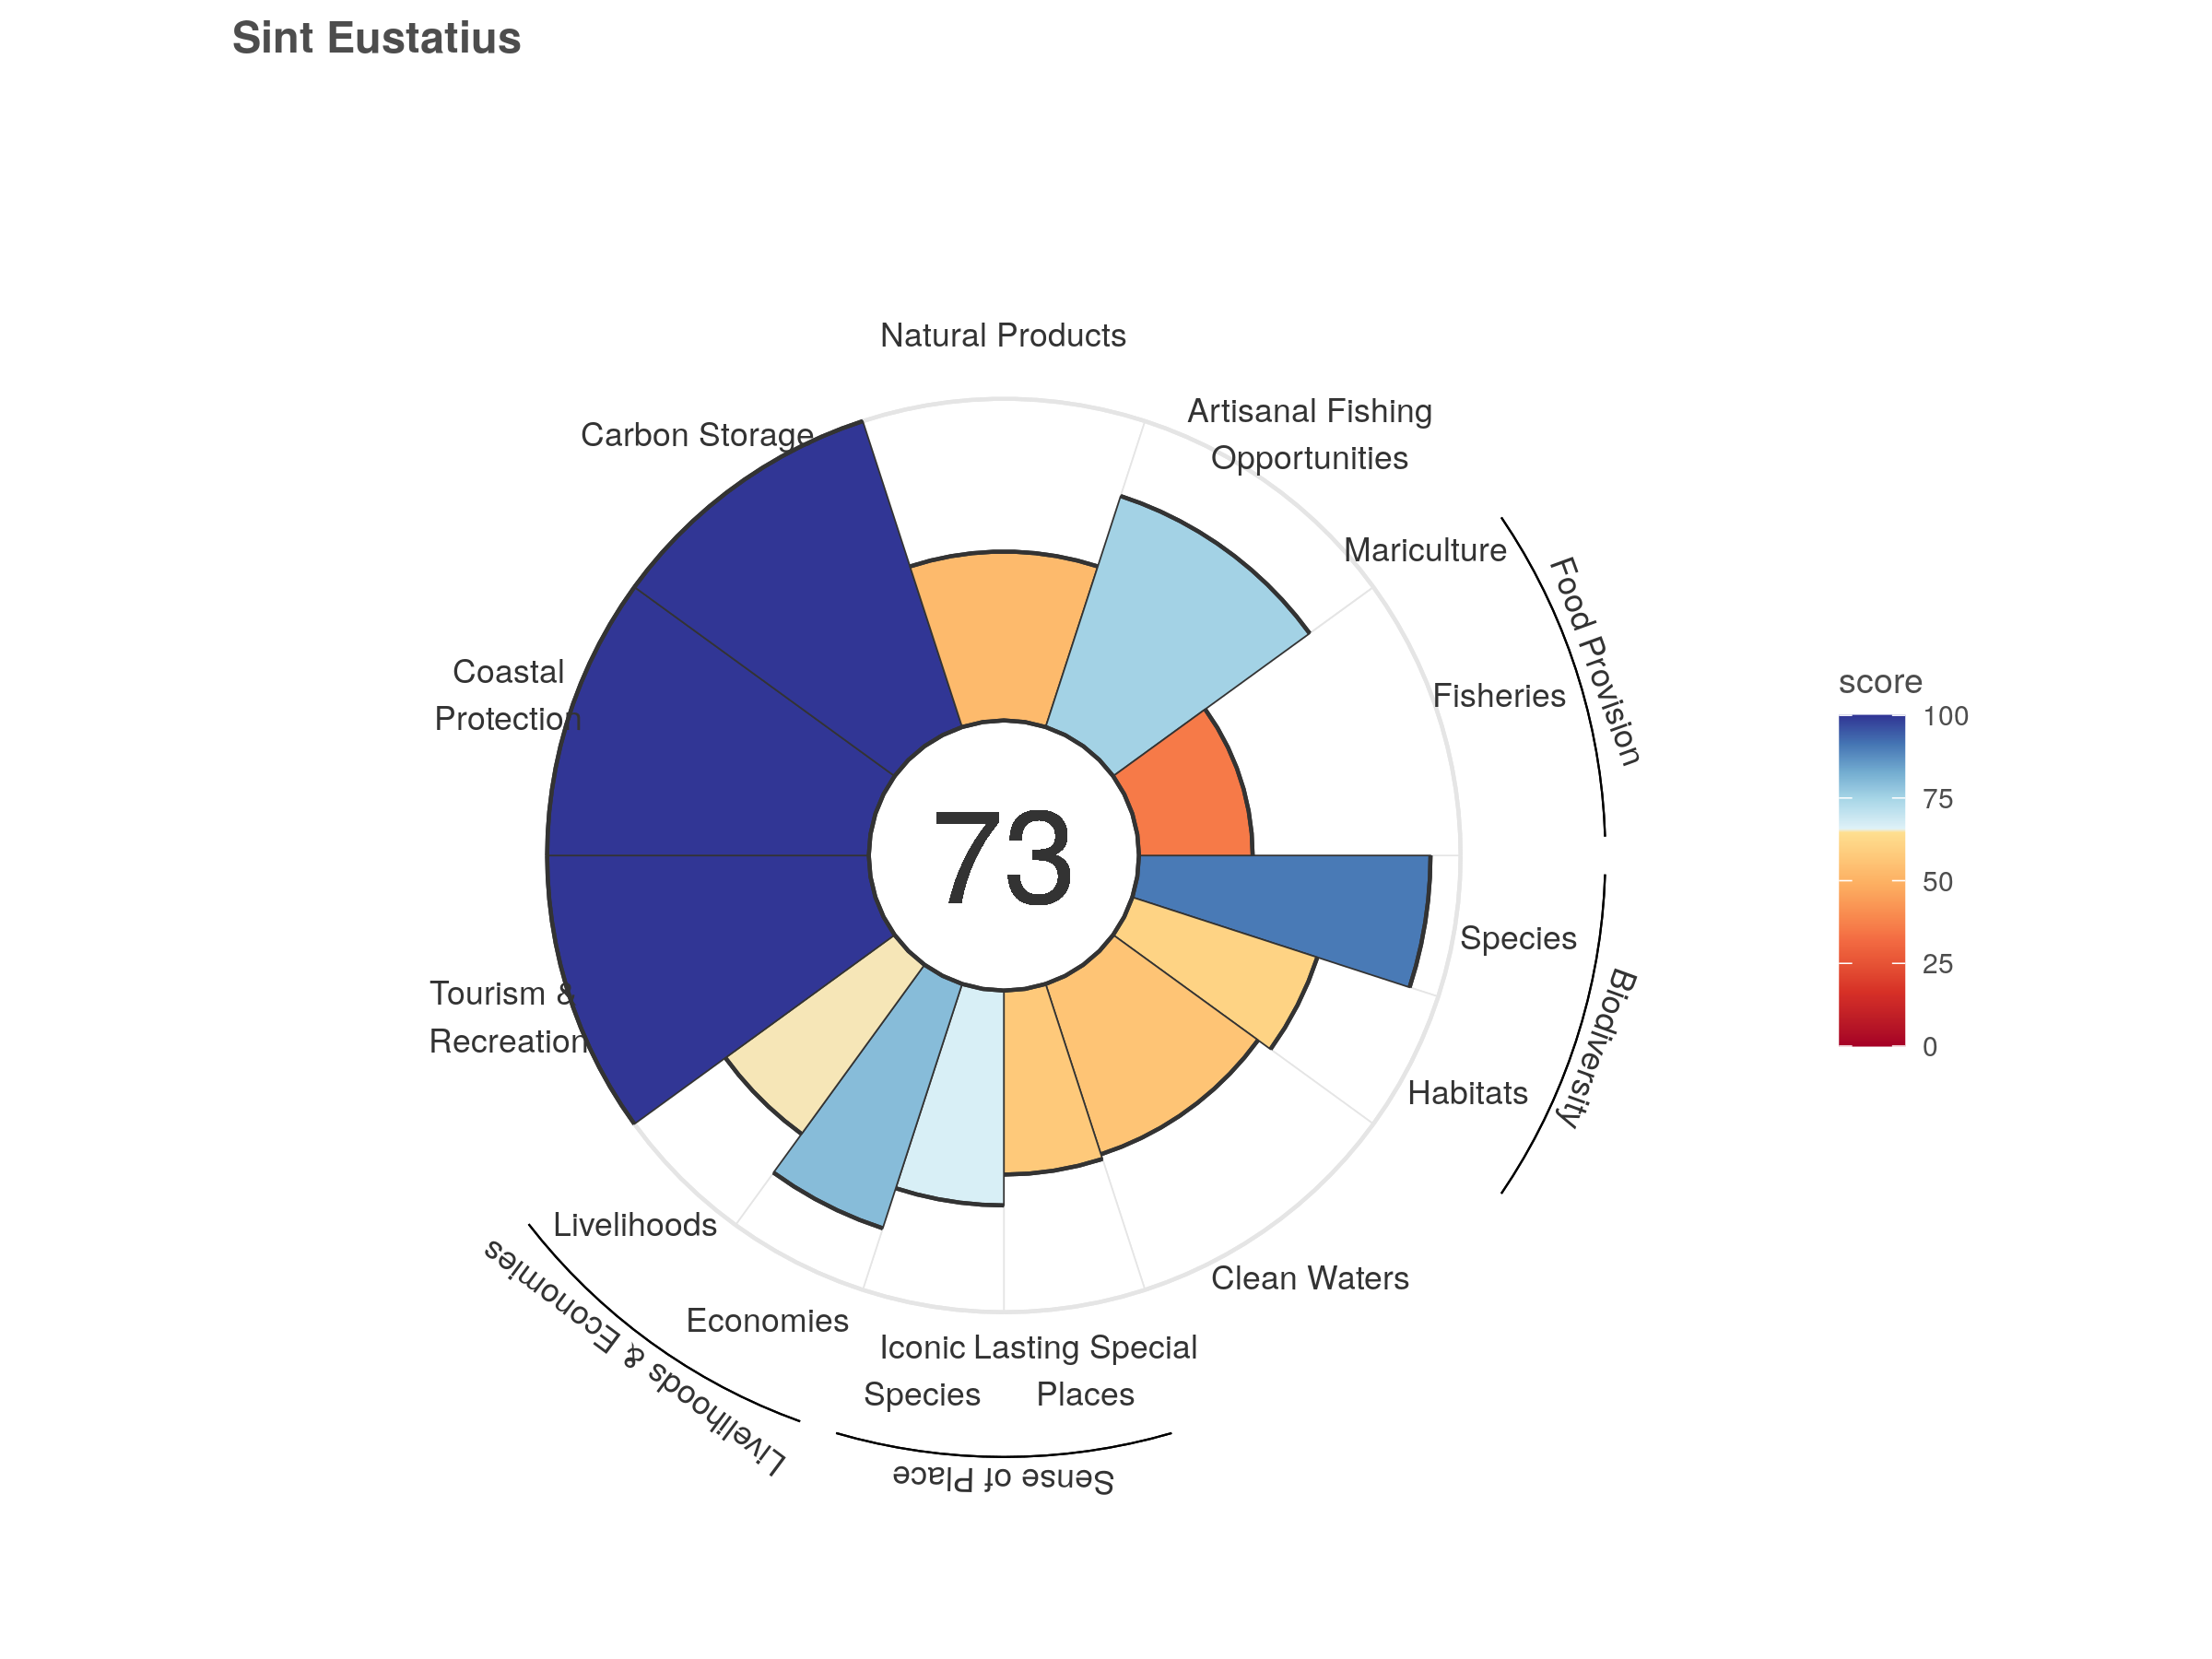 Sint Eustatius
Natural Products
Artisanal Fishing
Opportunities
Carbon Storage
Mariculture
Food Provision
Fisheries
Coastal
Protection
score
100
75
50
25
0
73
Species
Biodiversity
Tourism &
Recreation
Habitats
Livelihoods
Clean Waters
Economies
Iconic
Species
Lasting Special
Places
Livelihoods & Economies
Sense of Place